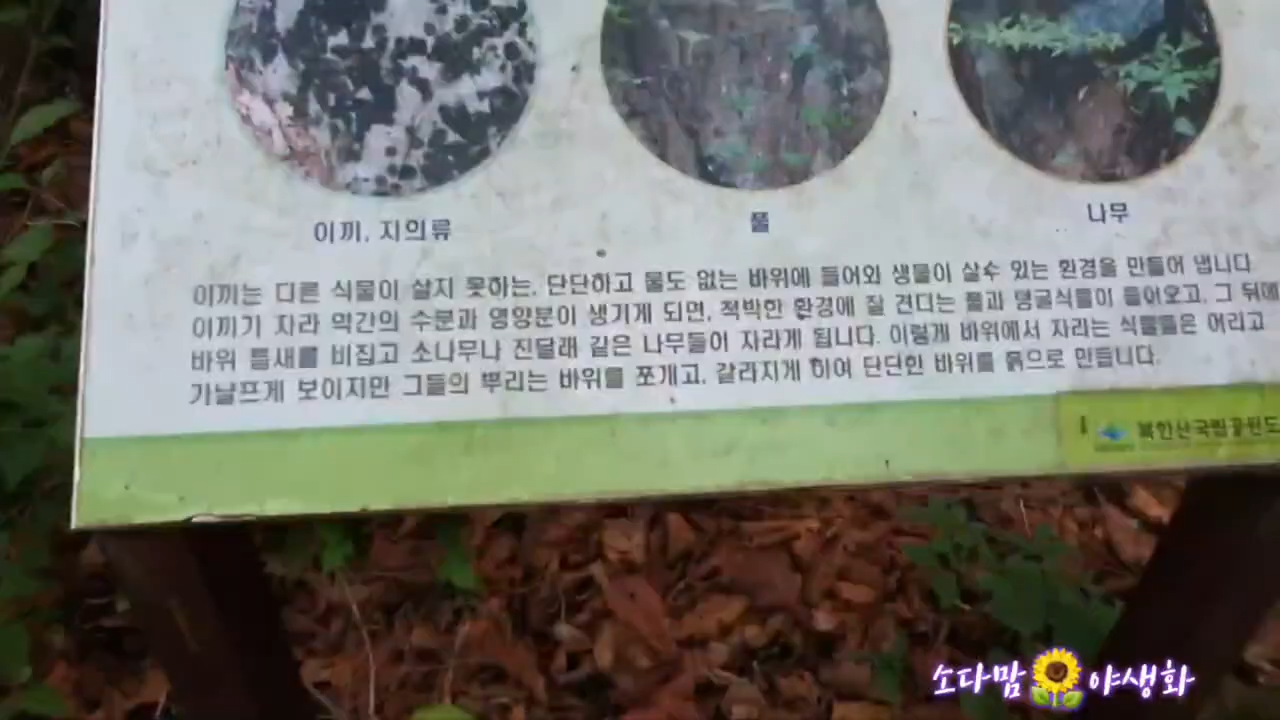 이끼, 지의류
풀
나무
이끼는 다른 식물이 살지 못하는, 단단하고 물도 없는 바위에 들어와 생물이 살수 있는 환경을 만들어 냅니다
이끼기 자라 약간의 수분과 영양분이 생기게 되면, 척박한 환경에 잘 견디는 풀과 덩굴식물이 들어오고, 그 뒤에
바위 틈새를 비집고 소나무나 진달래 같은 나무들이 자라게 됩니다. 이렇게 바위에서 자라는 식물들은 어리고
가냘프게 보이지만 그들의 뿌리는 바위를 쪼개고, 갈라지게 하여 단단한 바위를 흙으로 만듭니다.
북한산국립공원도
소다맘 야생화